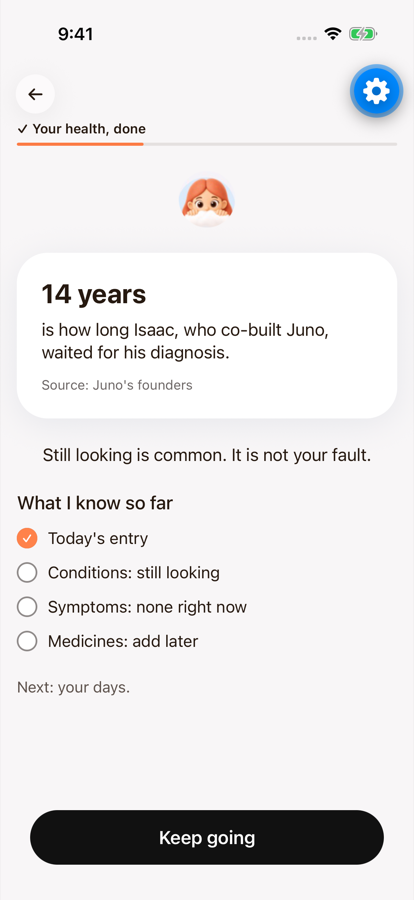 9:41
✓ Your health, done
14 years
is how long Isaac, who co-built Juno,
waited for his diagnosis.
Source: Juno's founders
Still looking is common. It is not your fault.
What I know so far
Today's entry
Conditions: still looking
Symptoms: none right now
Medicines: add later
Next: your days.
Keep going